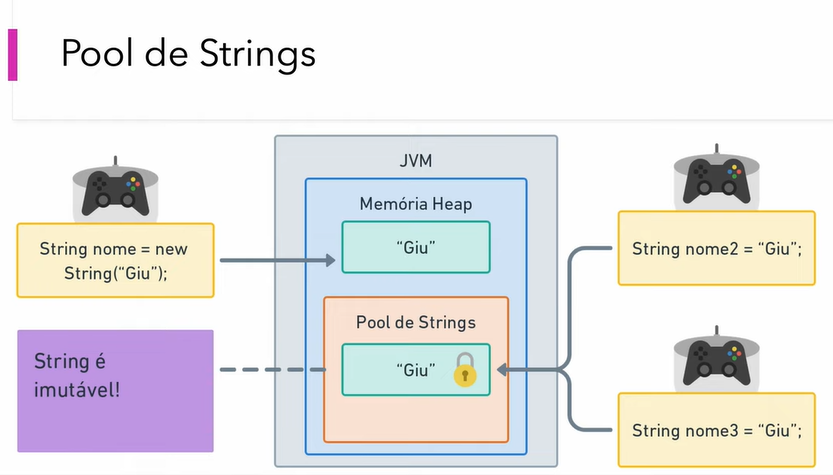 Pool de Strings
JVM
Memória Heap
String nome = new
String(“Giu”);
“Giu”
String nome2 = “Giu”;
Pool de Strings
String é
imutável!
“Giu”
String nome3 = “Giu”;